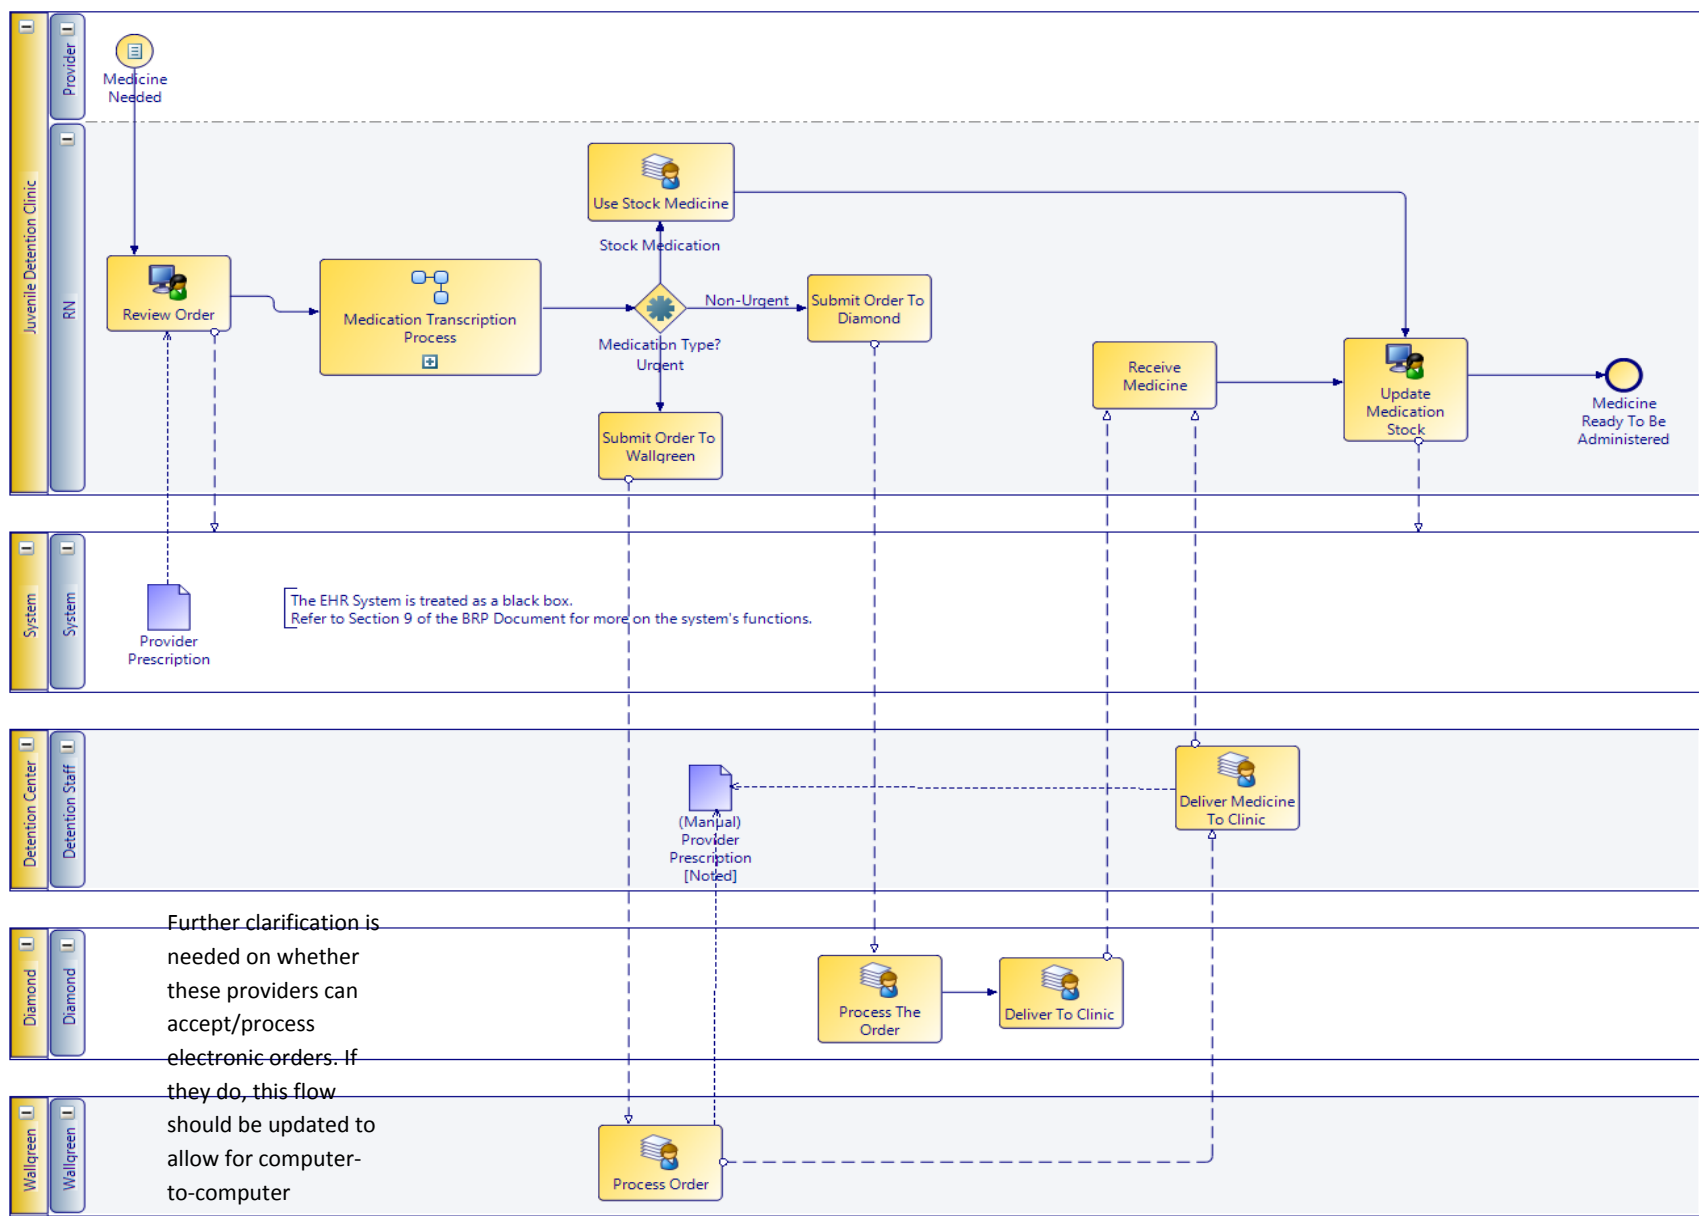 Juvenile Detention Clinic
Provider
Medicine
Needed
RN
Review Order
Medication Transcription
Process
Use Stock Medicine
Stock Medication
Non-Urgent
Medication Type?
Urgent
Submit Order To
Diamond
Submit Order To
Wallgreen
Receive
Medicine
Update
Medication
Stock
Medicine
Ready To Be
Administered
System
System
Provider
Prescription
The EHR System is treated as a black box.
Refer to Section 9 of the BRP Document for more on the system's functions.
Detention Center
Detention Staff
(Manual)
Provider
Prescription
[Noted]
Deliver Medicine
To Clinic
Diamond
Diamond
Process The
Order
Deliver To Clinic
Further clarification is
needed on whether
these providers can
accept/process
electronic orders. If
they do, this flow
should be updated to
allow for computer-
to-computer
Wallgreen
Wallgreen
Process Order